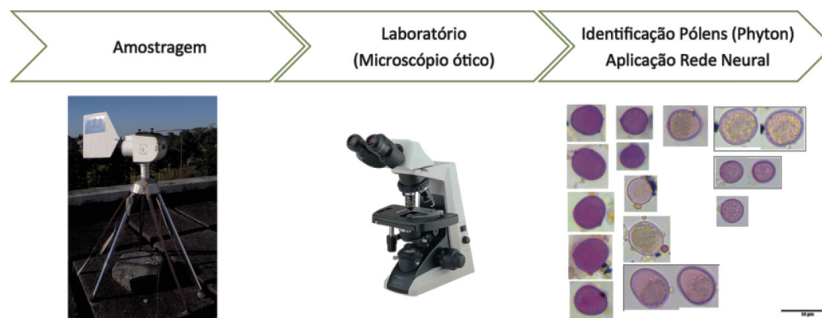 Amostragem
Laboratório
(Microscópio ótico)
Identificação Pólens (Phyton)
Aplicação Rede Neural